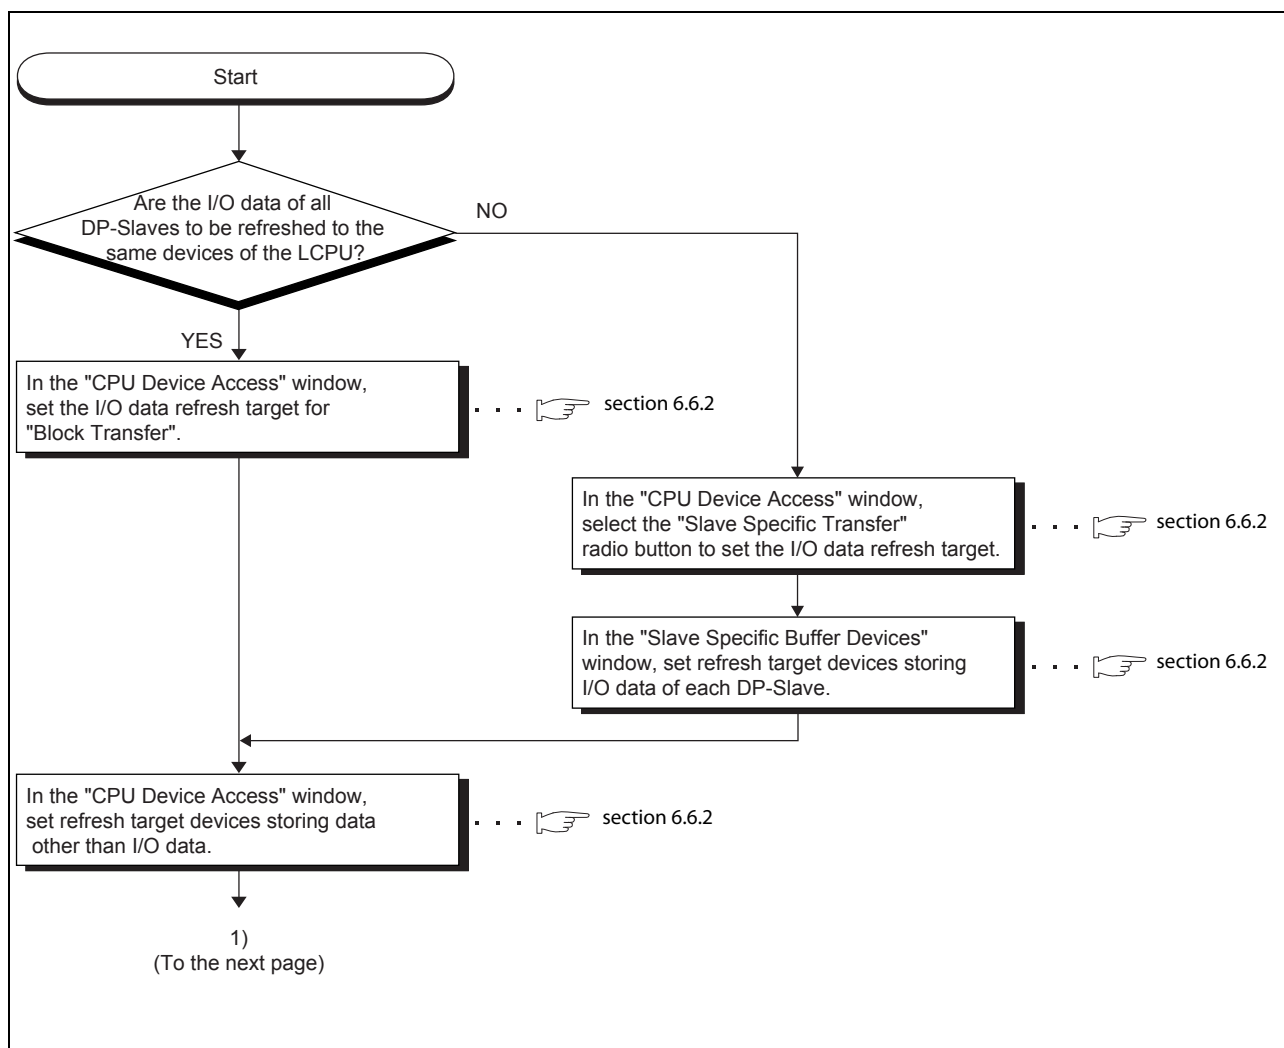 Start
Are the I/O data of all
DP-Slaves to be refreshed to the
same devices of the LCPU?
NO
YES
In the "CPU Device Access" window,
set the I/O data refresh target for
"Block Transfer".
section 6.6.2
In the "CPU Device Access" window,
select the "Slave Specific Transfer"
radio button to set the I/O data refresh target.
section 6.6.2
In the "Slave Specific Buffer Devices"
window, set refresh target devices storing
I/O data of each DP-Slave.
section 6.6.2
In the "CPU Device Access" window,
set refresh target devices storing data
other than I/O data.
section 6.6.2
1)
(To the next page)